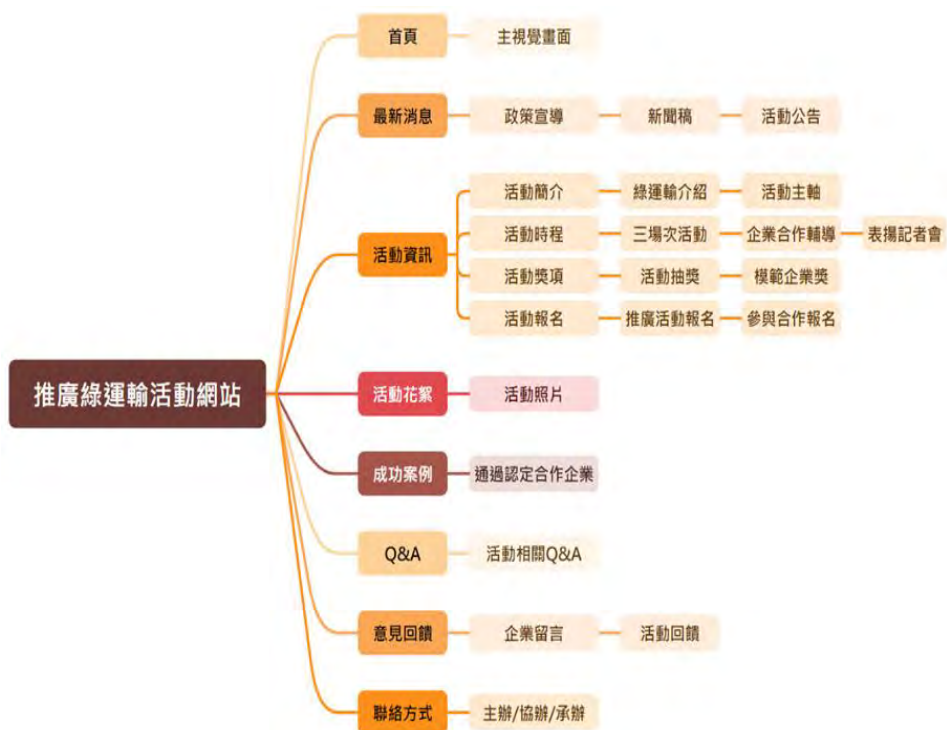 首頁
主視覺畫面
最新消息
政策宣導
新聞稿
活動公告
活動資訊
活動簡介
綠運輸介紹
活動主軸
活動時程
三場次活動
企業合作輔導
表揚記者會
活動獎項
活動抽獎
模範企業獎
活動報名
推廣活動報名
參與合作報名
推廣綠運輸活動網站
活動花絮
活動照片
成功案例
通過認定合作企業
Q&A
活動相關Q&A
意見回饋
企業留言
活動回饋
聯絡方式
主辦/協辦/承辦